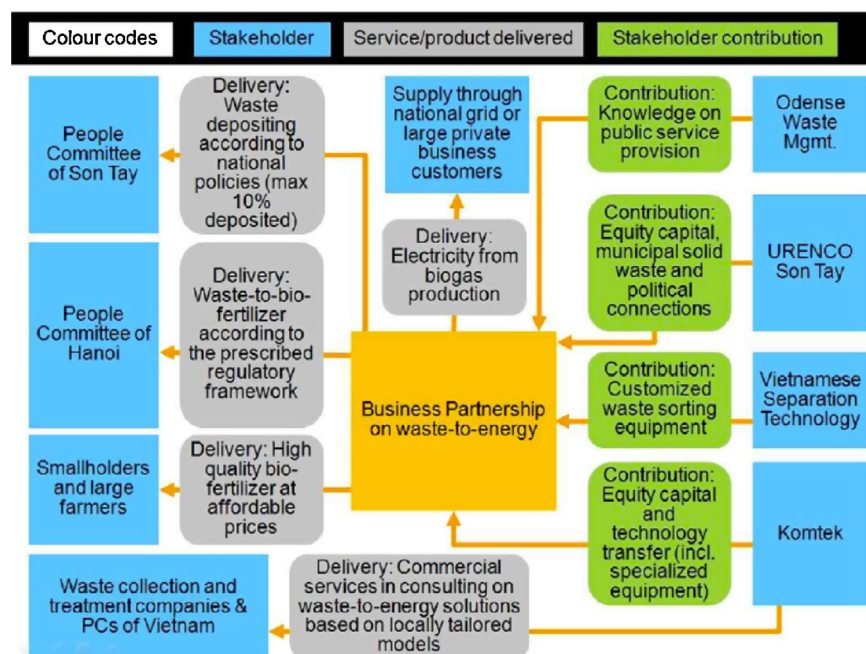 Colour codes
Stakeholder
Service/product delivered
Stakeholder contribution
People
Committee
of Son Tay
Delivery:
Waste
depositing
according to
national
policies (max
10%
deposited)
Supply through
national grid or
large private
business
customers
Contribution:
Knowledge on
public service
provision
Odense
Waste
Mgmt.
Delivery:
Electricity from
biogas
production
Contribution:
Equity capital,
municipal solid
waste and
political
connections
URENCO
Son Tay
People
Committee of
Hanoi
Delivery:
Waste-to-bio-
fertilizer
according to
the prescribed
regulatory
framework
Business Partnership
on waste-to-energy
Contribution:
Customized
waste sorting
equipment
Vietnamese
Separation
Technology
Smallholders
and large
farmers
Delivery: High
quality bio-
fertilizer at
affordable
prices
Contribution:
Equity capital
and
technology
transfer (incl.
specialized
equipment)
Komtek
Waste collection and
treatment companies &
PCs of Vietnam
Delivery: Commercial
services in consulting on
waste-to-energy solutions
based on locally tailored
models